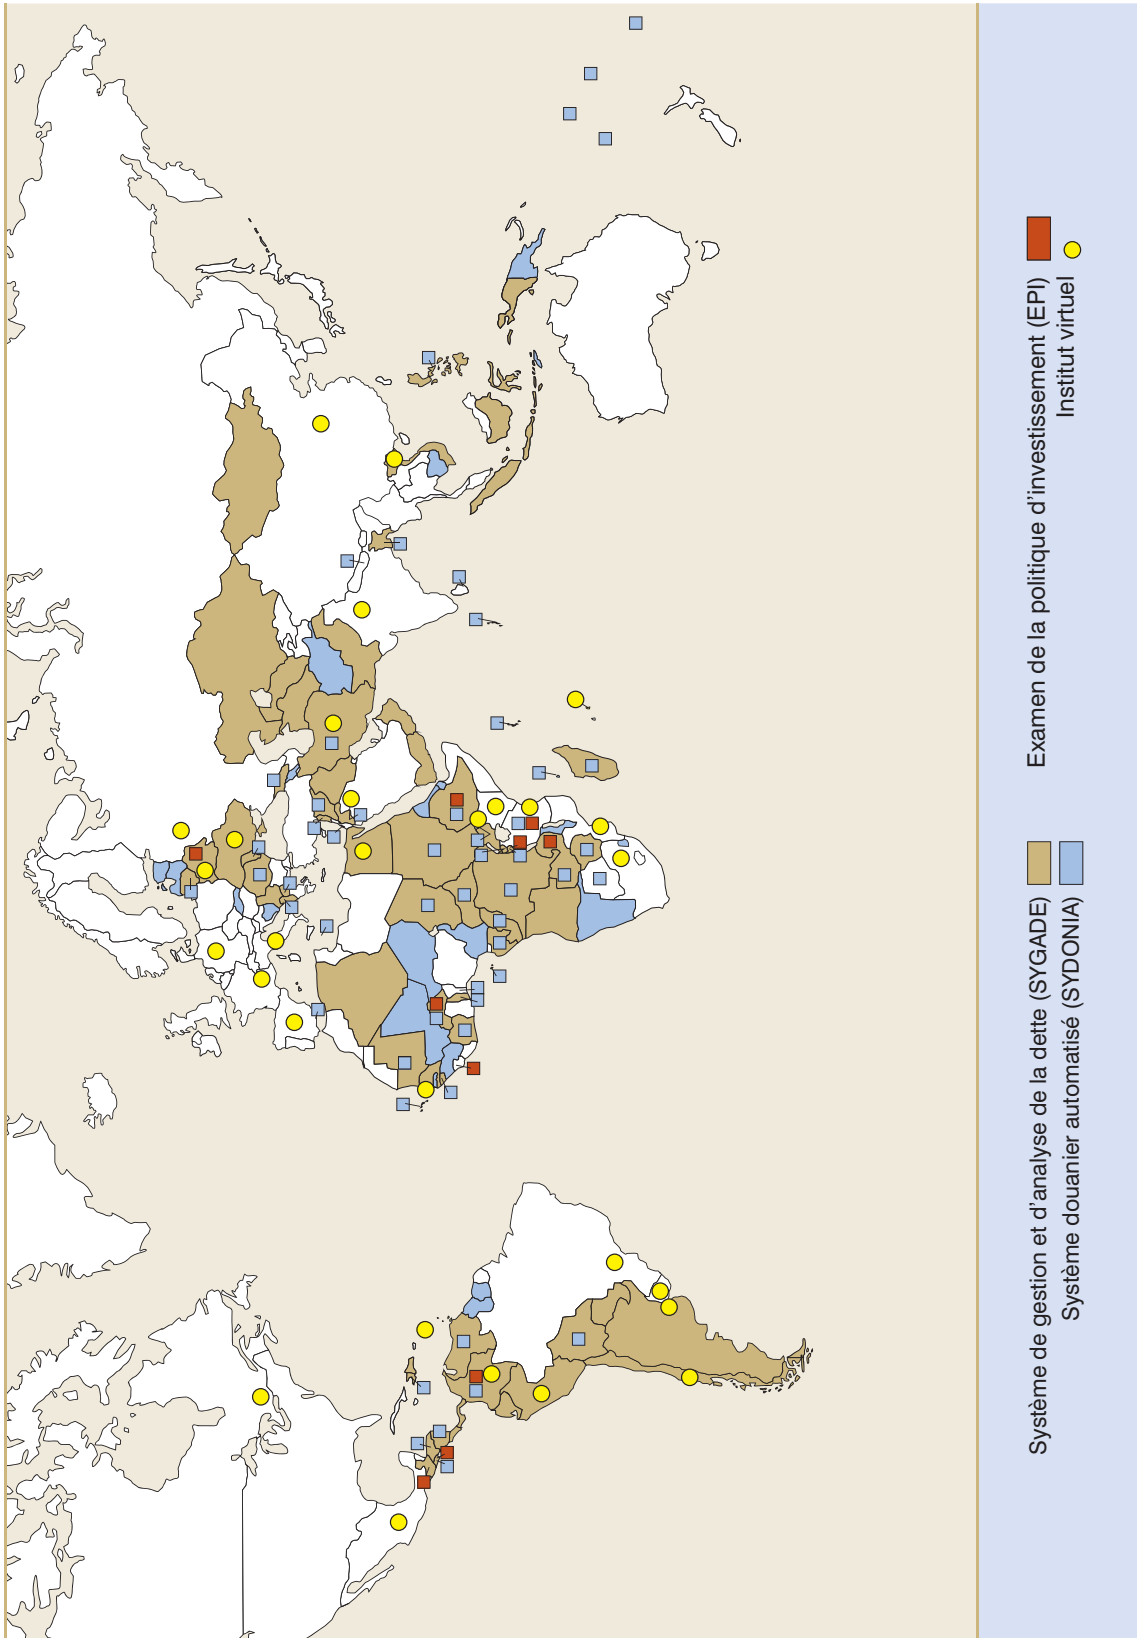 Système de gestion et d'analyse de la dette (SYGADE)
Système douanier automatisé (SYDONIA)
Examen de la politique d'investissement (EPI)
Institut virtuel